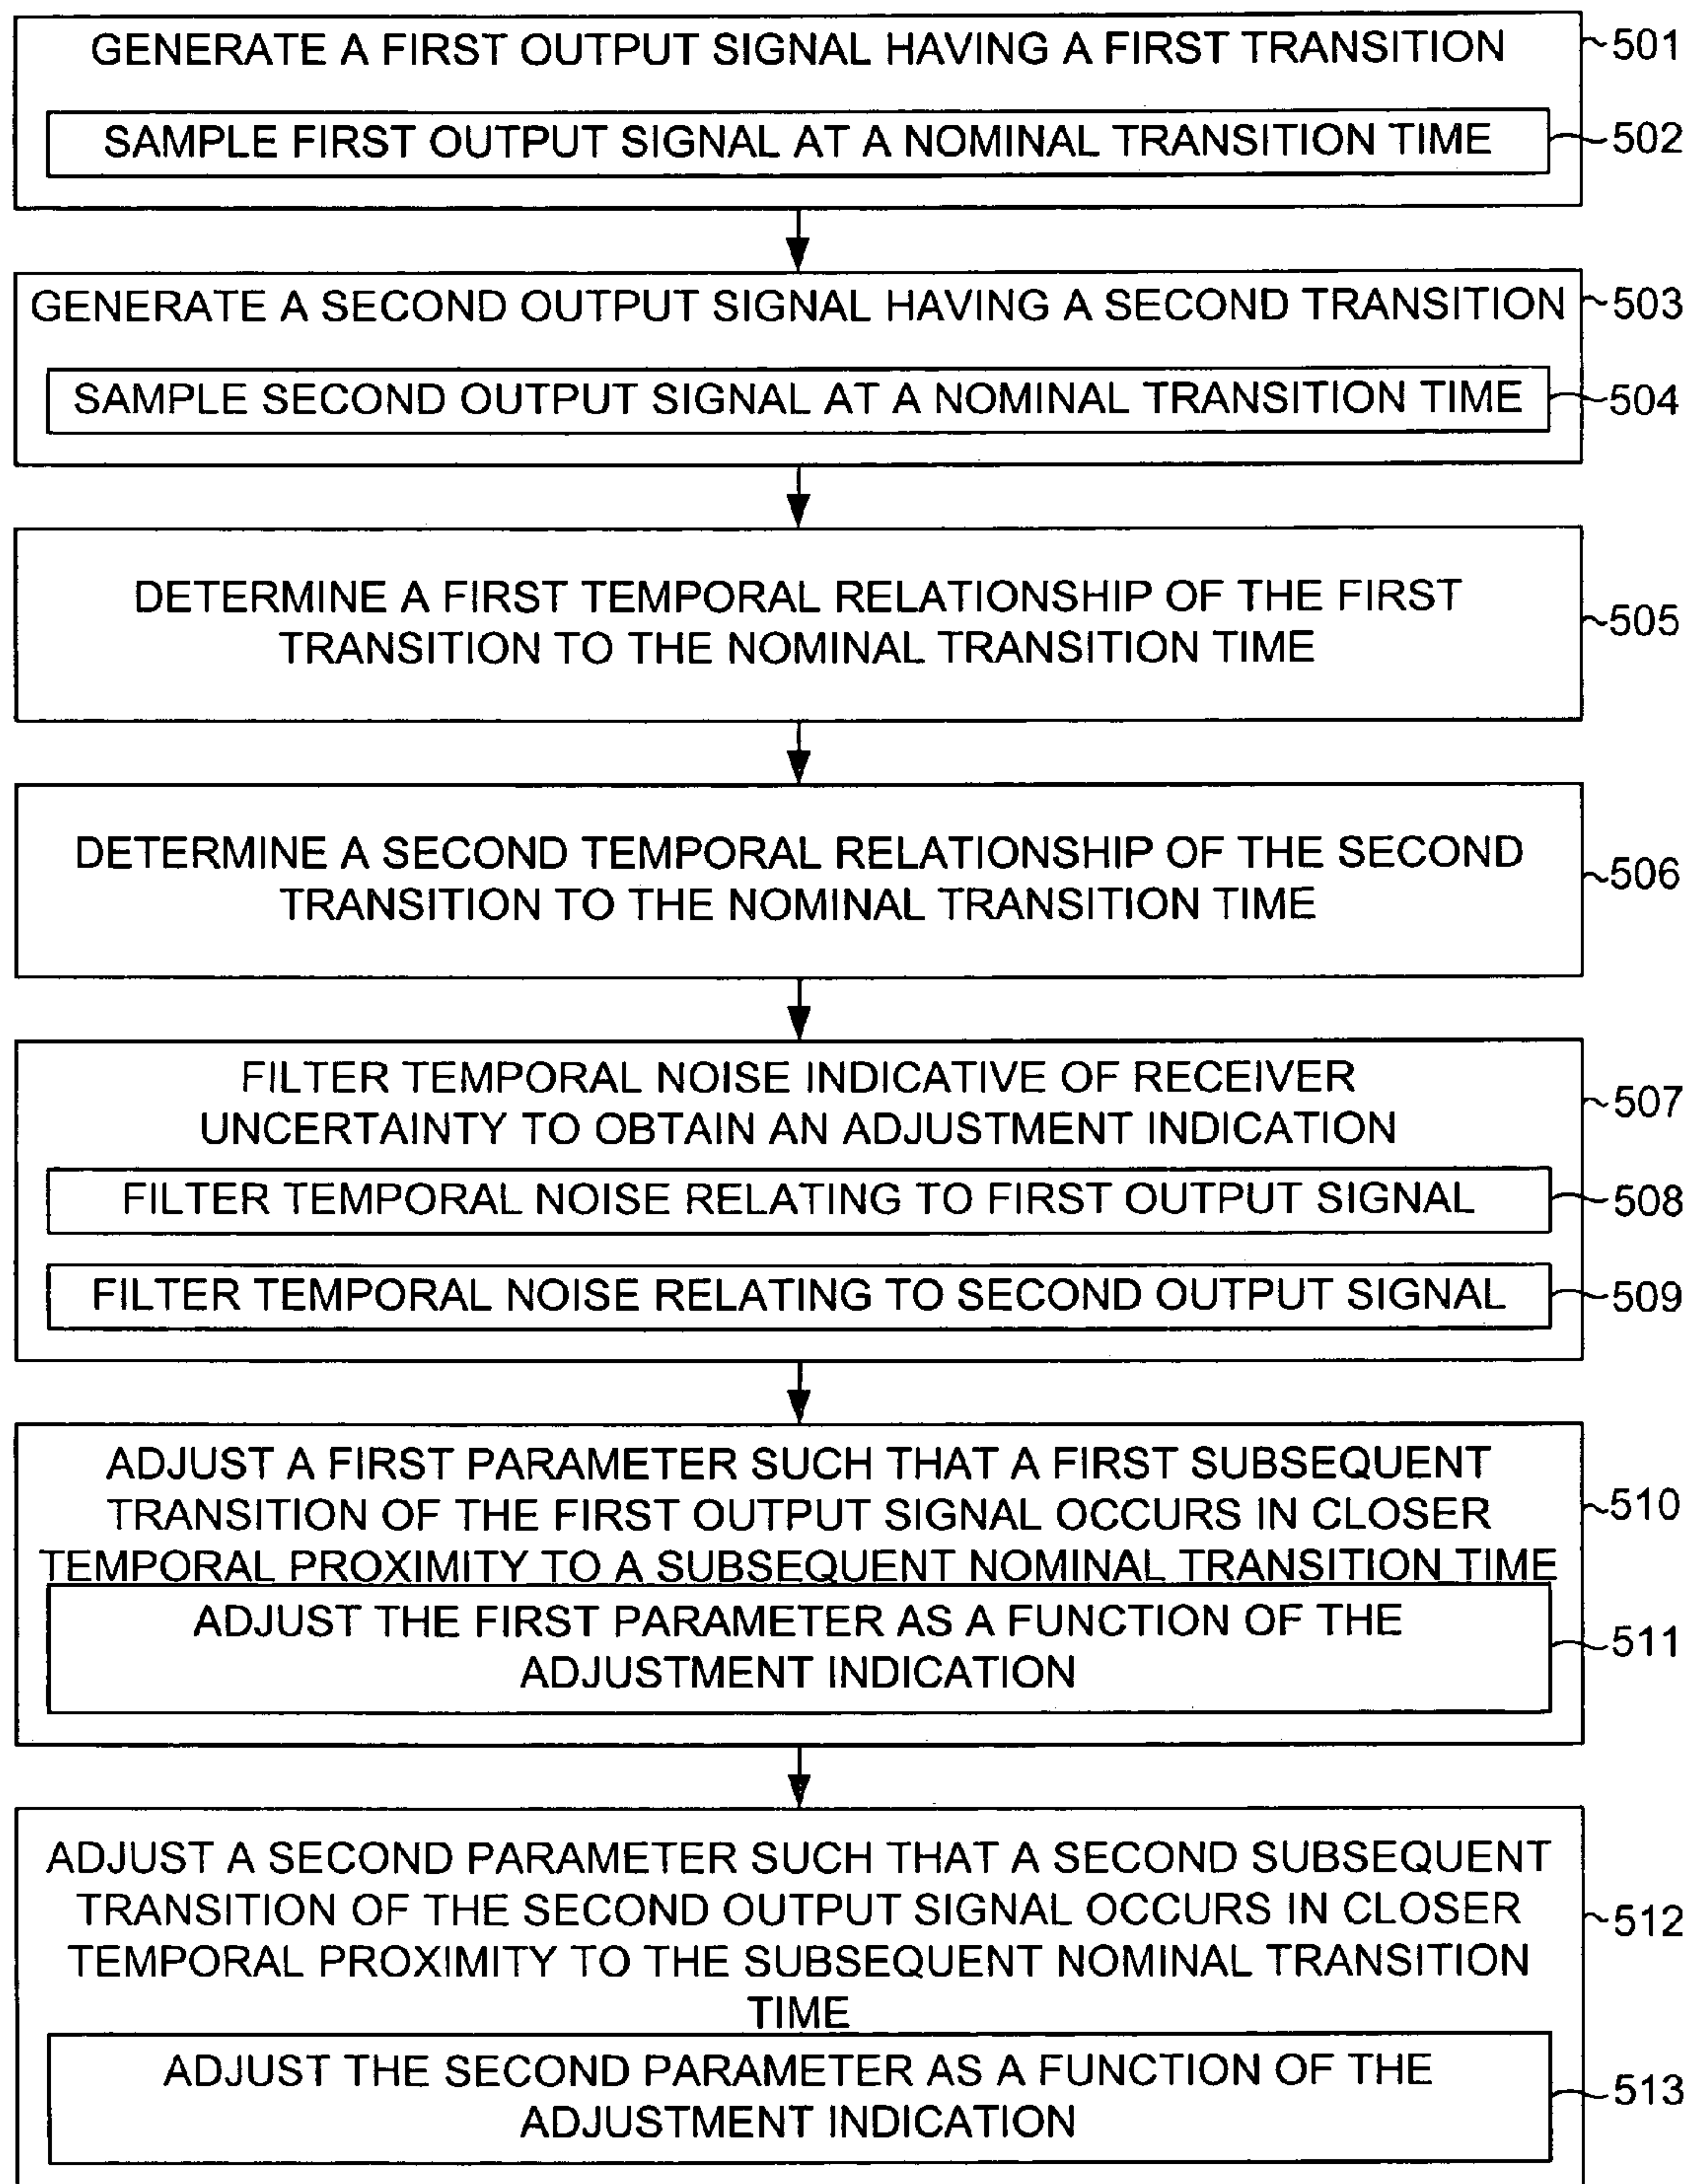 GENERATE A FIRST OUTPUT SIGNAL HAVING A FIRST TRANSITION
501
SAMPLE FIRST OUTPUT SIGNAL AT A NOMINAL TRANSITION TIME
502
GENERATE A SECOND OUTPUT SIGNAL HAVING A SECOND TRANSITION
503
SAMPLE SECOND OUTPUT SIGNAL AT A NOMINAL TRANSITION TIME
504
DETERMINE A FIRST TEMPORAL RELATIONSHIP OF THE FIRST
TRANSITION TO THE NOMINAL TRANSITION TIME
505
DETERMINE A SECOND TEMPORAL RELATIONSHIP OF THE SECOND
TRANSITION TO THE NOMINAL TRANSITION TIME
506
FILTER TEMPORAL NOISE INDICATIVE OF RECEIVER
UNCERTAINTY TO OBTAIN AN ADJUSTMENT INDICATION
507
FILTER TEMPORAL NOISE RELATING TO FIRST OUTPUT SIGNAL
508
FILTER TEMPORAL NOISE RELATING TO SECOND OUTPUT SIGNAL
509
ADJUST A FIRST PARAMETER SUCH THAT A FIRST SUBSEQUENT
TRANSITION OF THE FIRST OUTPUT SIGNAL OCCURS IN CLOSER
TEMPORAL PROXIMITY TO A SUBSEQUENT NOMINAL TRANSITION TIME
510
ADJUST THE FIRST PARAMETER AS A FUNCTION OF THE
ADJUSTMENT INDICATION
511
ADJUST A SECOND PARAMETER SUCH THAT A SECOND SUBSEQUENT
TRANSITION OF THE SECOND OUTPUT SIGNAL OCCURS IN CLOSER
TEMPORAL PROXIMITY TO THE SUBSEQUENT NOMINAL TRANSITION
TIME
512
ADJUST THE SECOND PARAMETER AS A FUNCTION OF THE
ADJUSTMENT INDICATION
513